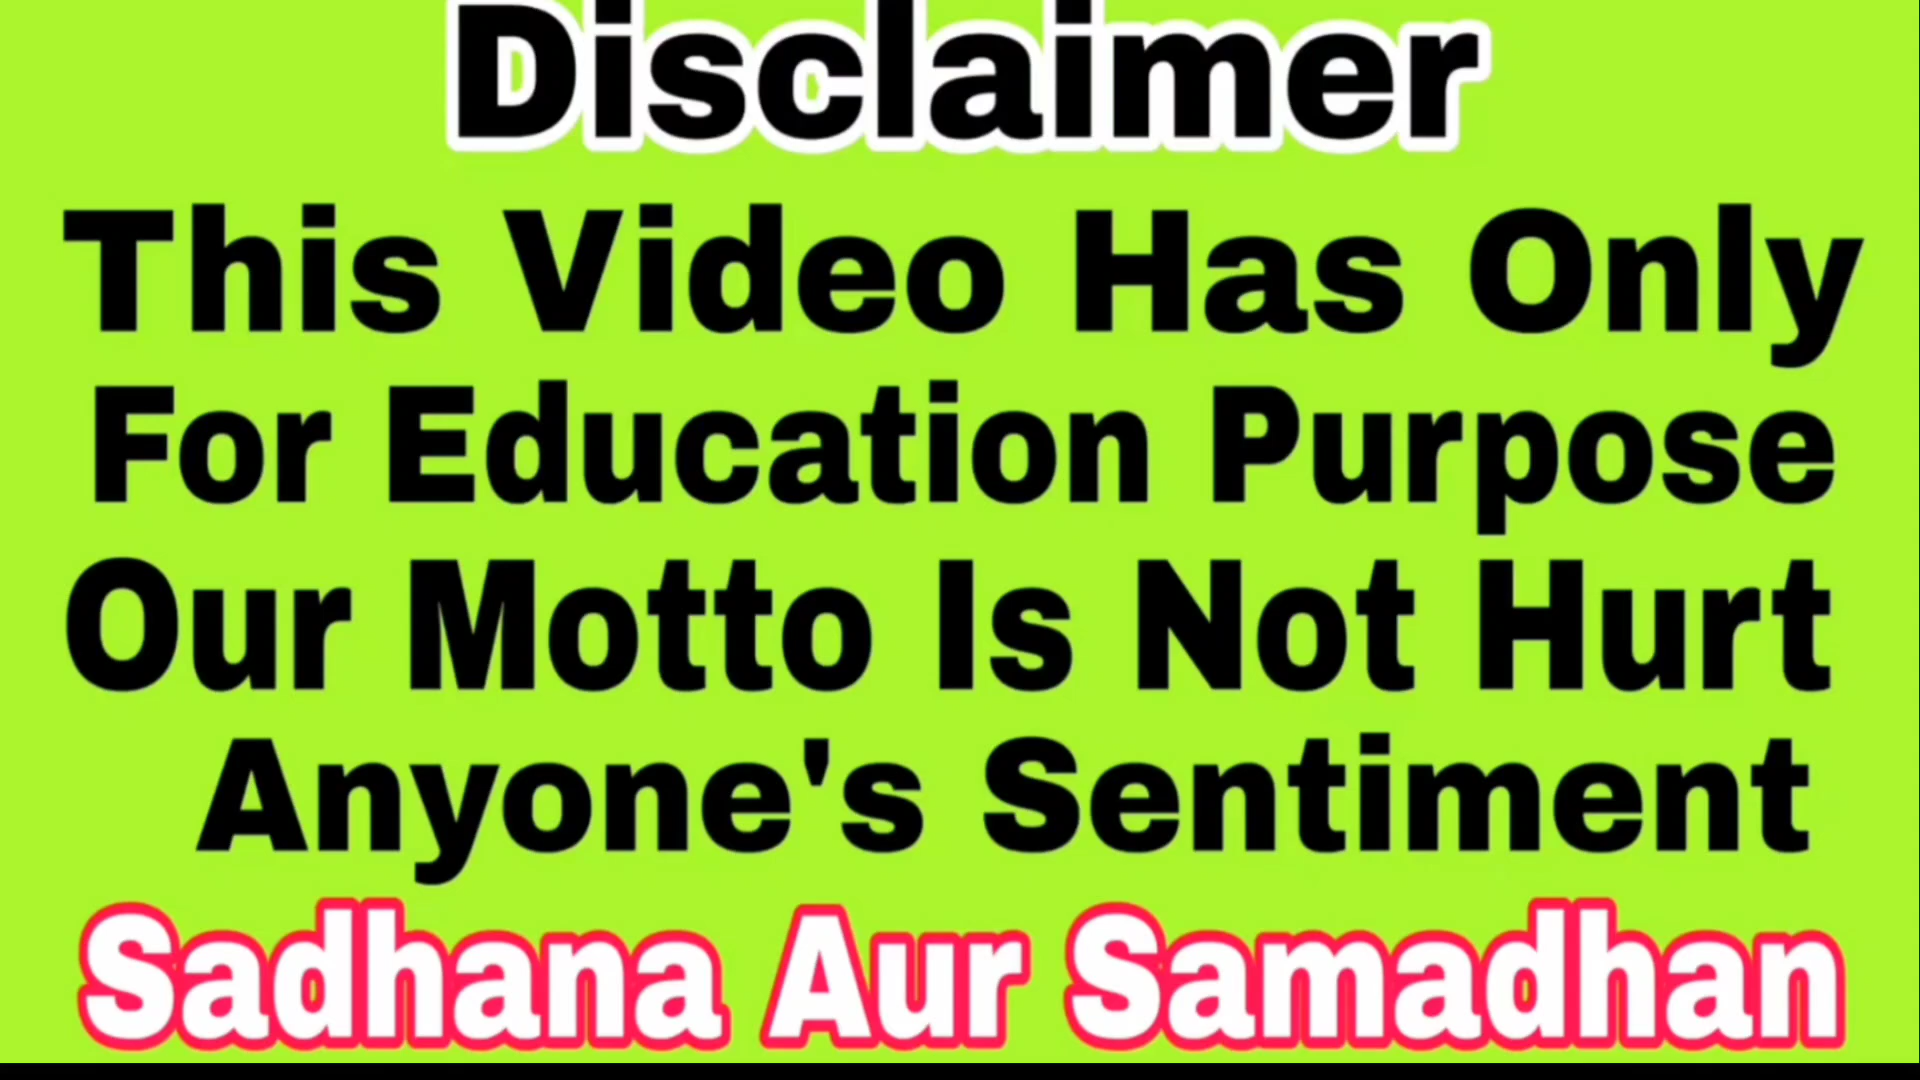 Disclaimer
This Video Has Only
For Education Purpose
Our Motto Is Not Hurt
Anyone's Sentiment
Sadhana Aur Samadhan